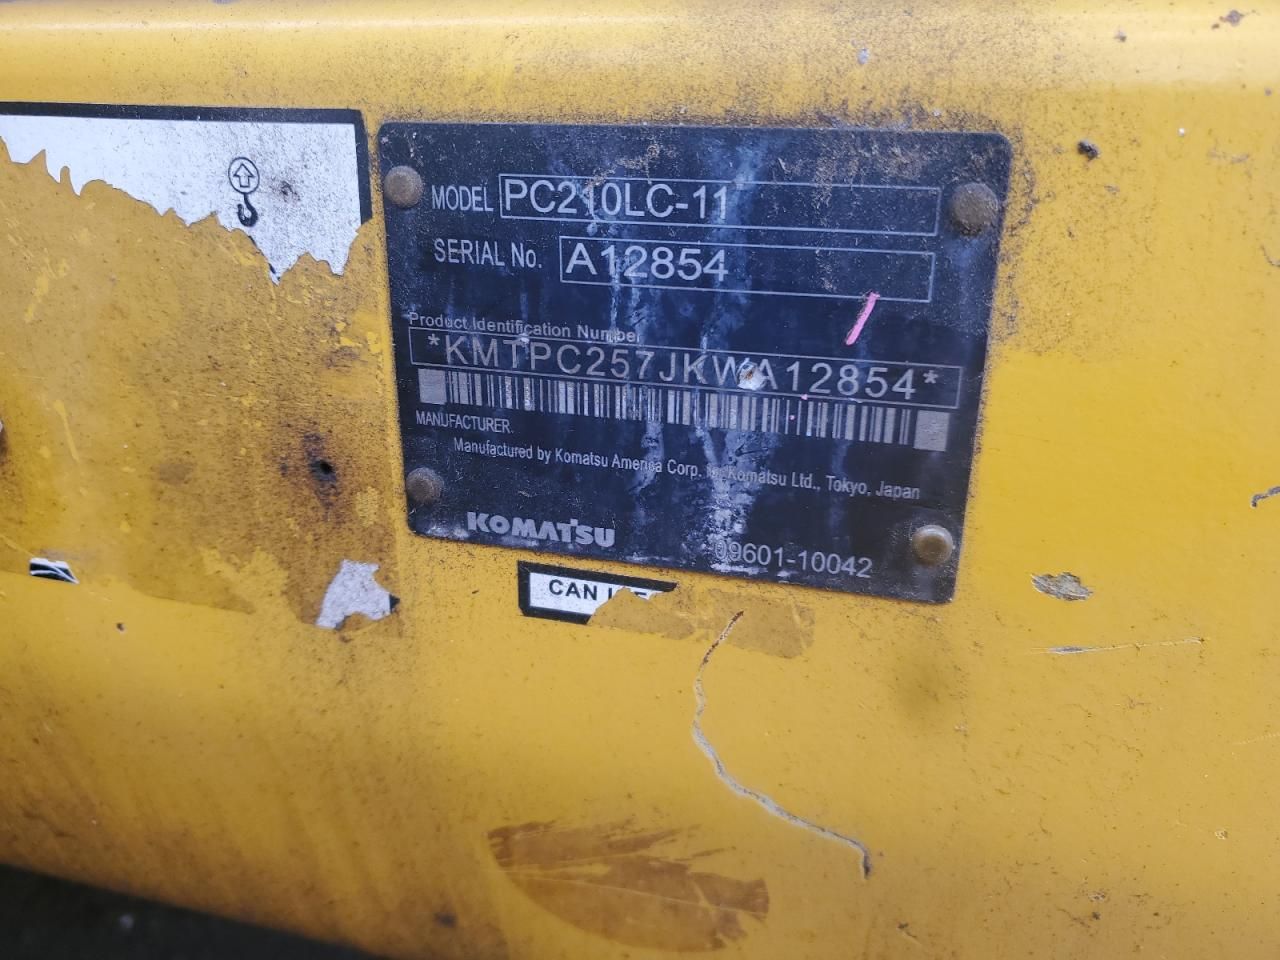 MODEL PC210LC-11
SERIAL No. A12854
Product Identification Number
*KMTPC257JKWA12854*
MANUFACTURER.
Manufactured by Komatsu America Corp. for Komatsu Ltd., Tokyo, Japan
KOMATSU
09601-10042
CAN